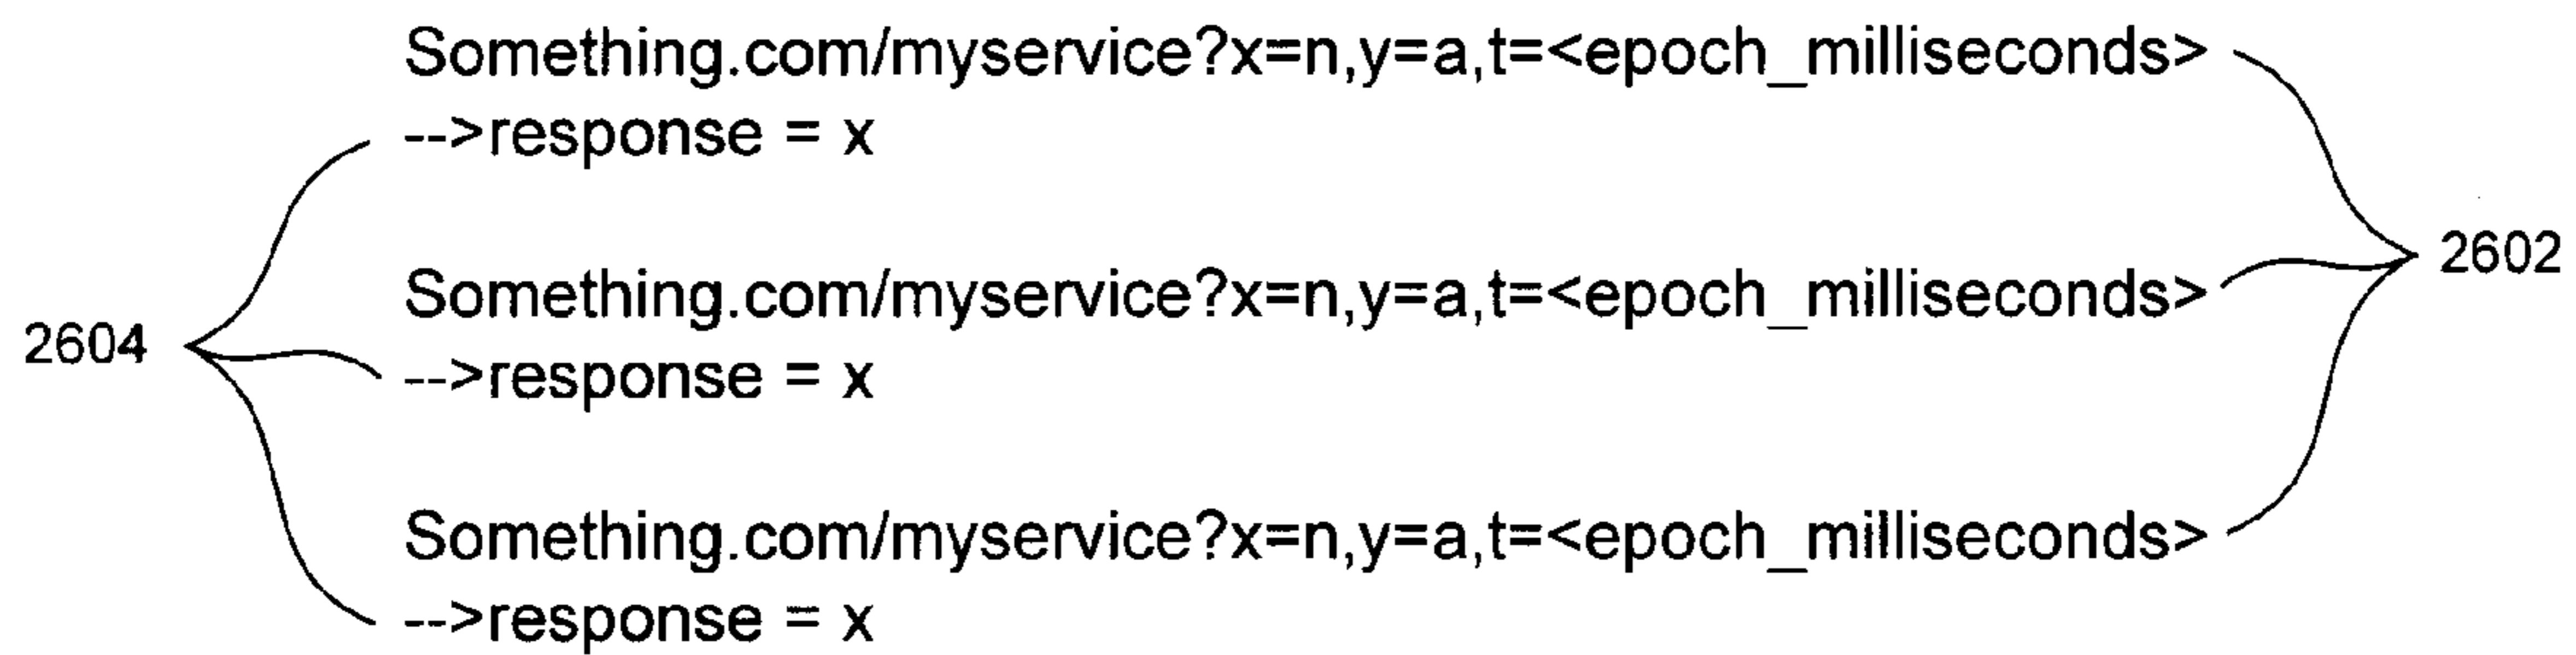 Something.com/myservice?x=n,y=a,t=<epoch_milliseconds>
-->response = x
2602
Something.com/myservice?x=n,y=a,t=<epoch_milliseconds>
2604
-->response = x
Something.com/myservice?x=n,y=a,t=<epoch_milliseconds>
-->response = x